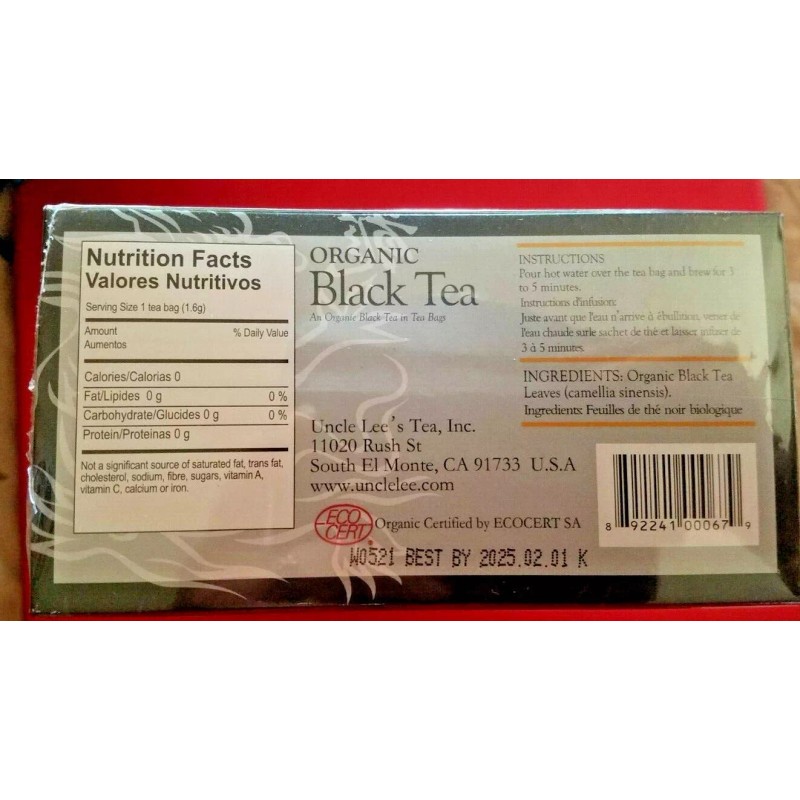 Nutrition Facts
Valores Nutritivos
Serving Size 1 tea bag (1.6g)
Amount % Daily Value
Aumentos
Calories/Calorias 0
Fat/Lipides 0 g 0 %
Carbohydrate/Glucides 0 g 0 %
Protein/Proteinas 0 g
Not a significant source of saturated fat, trans fat,
cholesterol, sodium, fibre, sugars, vitamin A,
vitamin C, calcium or iron.
ORGANIC
Black Tea
An Organic Black Tea in Tea Bags
Uncle Lee's Tea, Inc.
11020 Rush St
South El Monte, CA 91733 U.S.A
www.unclelee.com
ECO
CERT
Organic Certified by ECOCERT SA
W0521 BEST BY 2025.02.01 K
INSTRUCTIONS
Pour hot water over the tea bag and brew for 3
to 5 minutes.
Instructions d'infusion:
Juste avant que l'eau n'arrive à ébullition, verser de
l'eau chaude sur le sachet de thé et laisser infuser de
3 à 5 minutes.
INGREDIENTS: Organic Black Tea
Leaves (camellia sinensis).
Ingredients: Feuilles de thé noir biologique
8 92241 00067 9